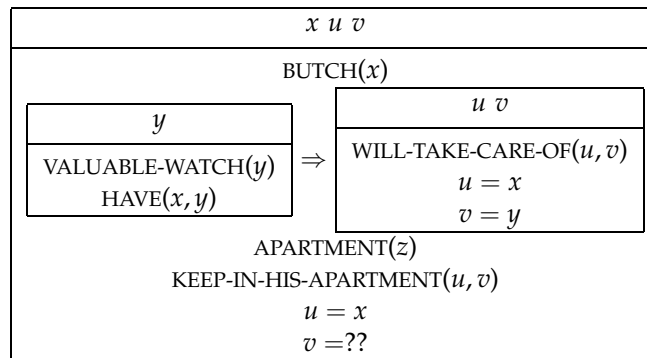 x u v
BUTCH(x)
y
VALUABLE-WATCH(y)
HAVE(x, y)
⇒
u v
WILL-TAKE-CARE-OF(u, v)
u = x
v = y
APARTMENT(z)
KEEP-IN-HIS-APARTMENT(u, v)
u = x
v =??